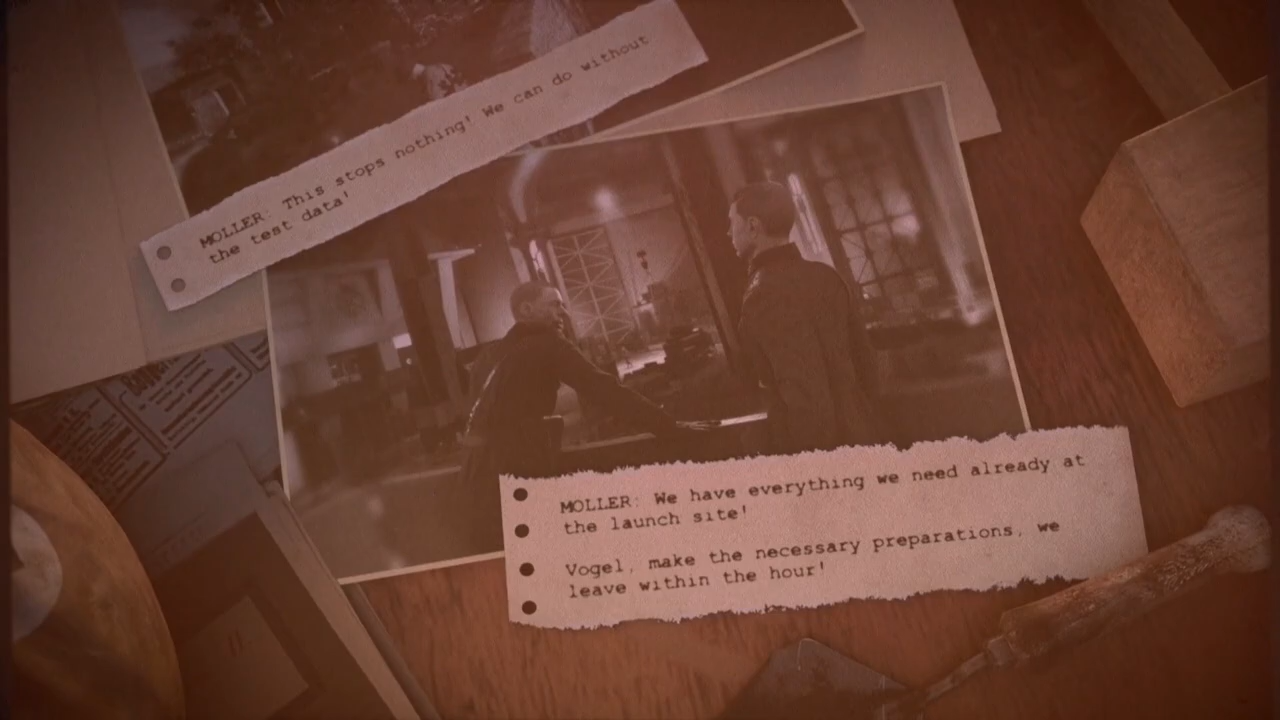 MOLLER: This stops nothing! We can do without
the test data!
MOLLER: We have everything we need already at
the launch site!
Vogel, make the necessary preparations, we
leave within the hour!